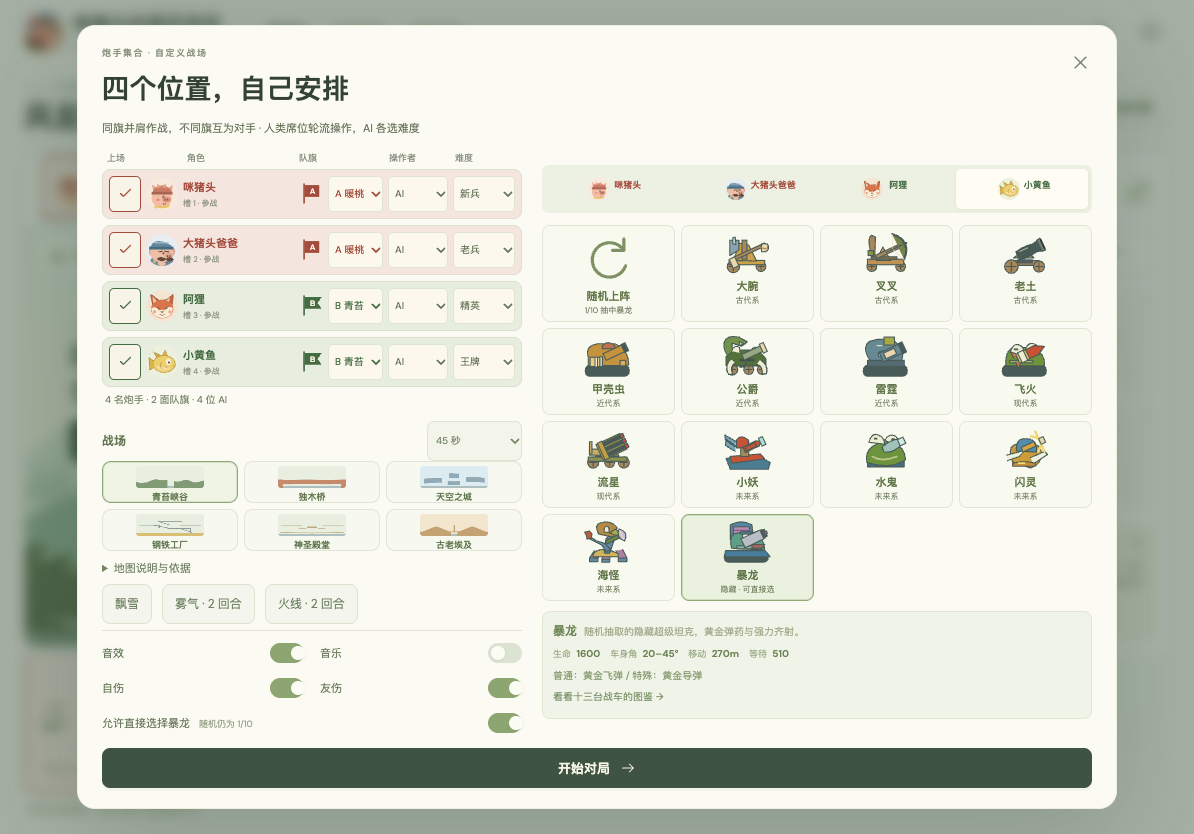 炮手集合 · 自定义战场
四个位置，自己安排
同旗并肩作战，不同旗互为对手 · 人类席位轮流操作，AI 各选难度
上场 角色 队旗 操作者 难度
咪猪头
槽 1 · 参战
A
A 暖桃
AI
新兵
大猪头爸爸
槽 2 · 参战
A
A 暖桃
AI
老兵
阿狸
槽 3 · 参战
B
B 青苔
AI
精英
小黄鱼
槽 4 · 参战
B
B 青苔
AI
王牌
4 名炮手 · 2 面队旗 · 4 位 AI
战场
45 秒
青苔峡谷
独木桥
天空之城
钢铁工厂
神圣殿堂
古老埃及
地图说明与依据
飘雪
雾气 · 2 回合
火线 · 2 回合
音效
音乐
自伤
友伤
允许直接选择暴龙 随机仍为 1/10
咪猪头
大猪头爸爸
阿狸
小黄鱼
随机上阵
1/10 抽中暴龙
大腕
古代系
叉叉
古代系
老土
古代系
甲壳虫
近代系
公爵
近代系
雷霆
近代系
飞火
现代系
流星
现代系
小妖
未来系
水鬼
未来系
闪灵
未来系
海怪
未来系
暴龙
隐藏 · 可直接选
暴龙 随机抽取的隐藏超级坦克，黄金弹药与强力齐射。
生命 1600 车身角 20–45° 移动 270m 等待 510
普通：黄金飞弹 / 特殊：黄金导弹
看看十三台战车的图鉴 →
开始对局 →